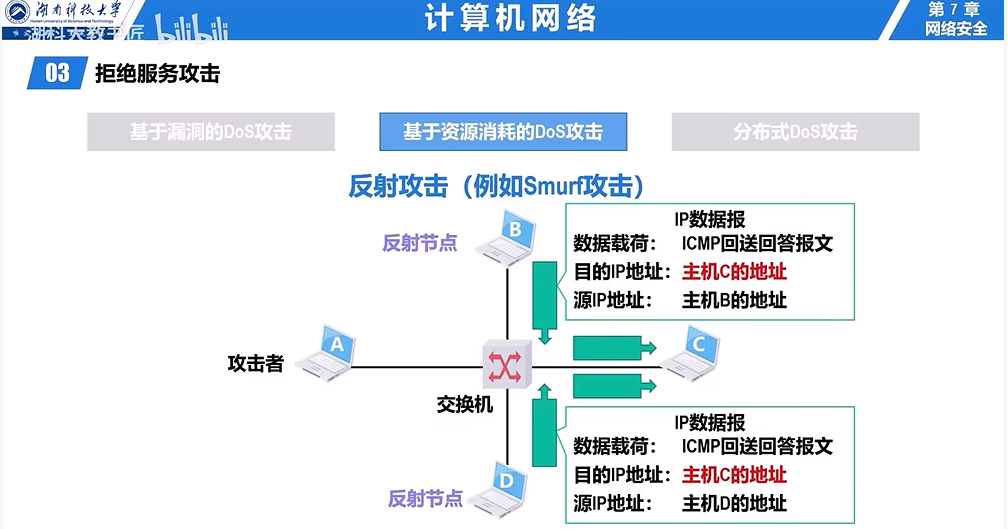 湖南科技大学
Hunan University of Science and Technology
计算机网络
第 7 章
网络安全
湖科大教书匠 bilibili
03 拒绝服务攻击
基于漏洞的DoS攻击 基于资源消耗的DoS攻击 分布式DoS攻击
反射攻击（例如Smurf攻击）
反射节点
B
IP数据报
数据载荷： ICMP回送回答报文
目的IP地址：主机C的地址
源IP地址： 主机B的地址
攻击者
A
C
交换机
IP数据报
数据载荷： ICMP回送回答报文
目的IP地址：主机C的地址
源IP地址： 主机D的地址
反射节点
D